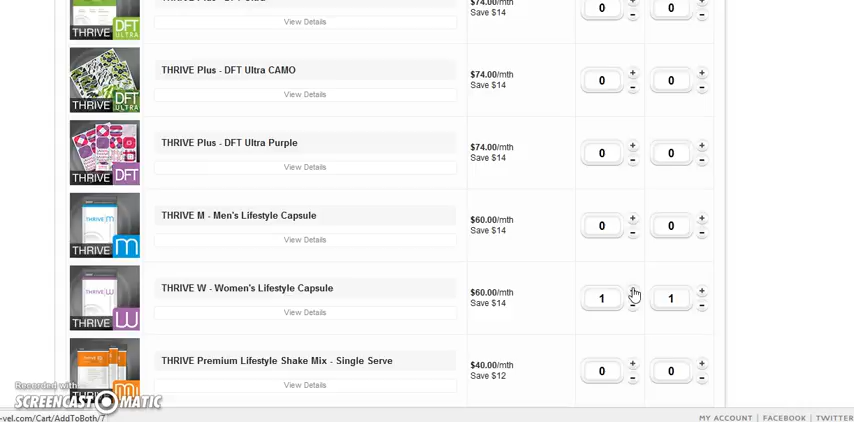 $74.00/mth
Save $14
0 + - 0 -
View Details
THRIVE DFT ULTRA
THRIVE Plus - DFT Ultra CAMO
$74.00/mth
Save $14
0 + - 0 + -
View Details
THRIVE DFT ULTRA
THRIVE Plus - DFT Ultra Purple
$74.00/mth
Save $14
0 + - 0 + -
View Details
THRIVE DFT
THRIVE M - Men's Lifestyle Capsule
$60.00/mth
Save $14
0 + - 0 + -
View Details
THRIVE M
THRIVE m
THRIVE W - Women's Lifestyle Capsule
$60.00/mth
Save $14
1 1 + -
View Details
THRIVE W
THRIVE W
THRIVE Premium Lifestyle Shake Mix - Single Serve
$40.00/mth
Save $12
0 + - 0 + -
View Details
Recorded with
SCREENCAST MATIC
-vel.com/Cart/AddToBoth/7
MY ACCOUNT | FACEBOOK | TWITTER